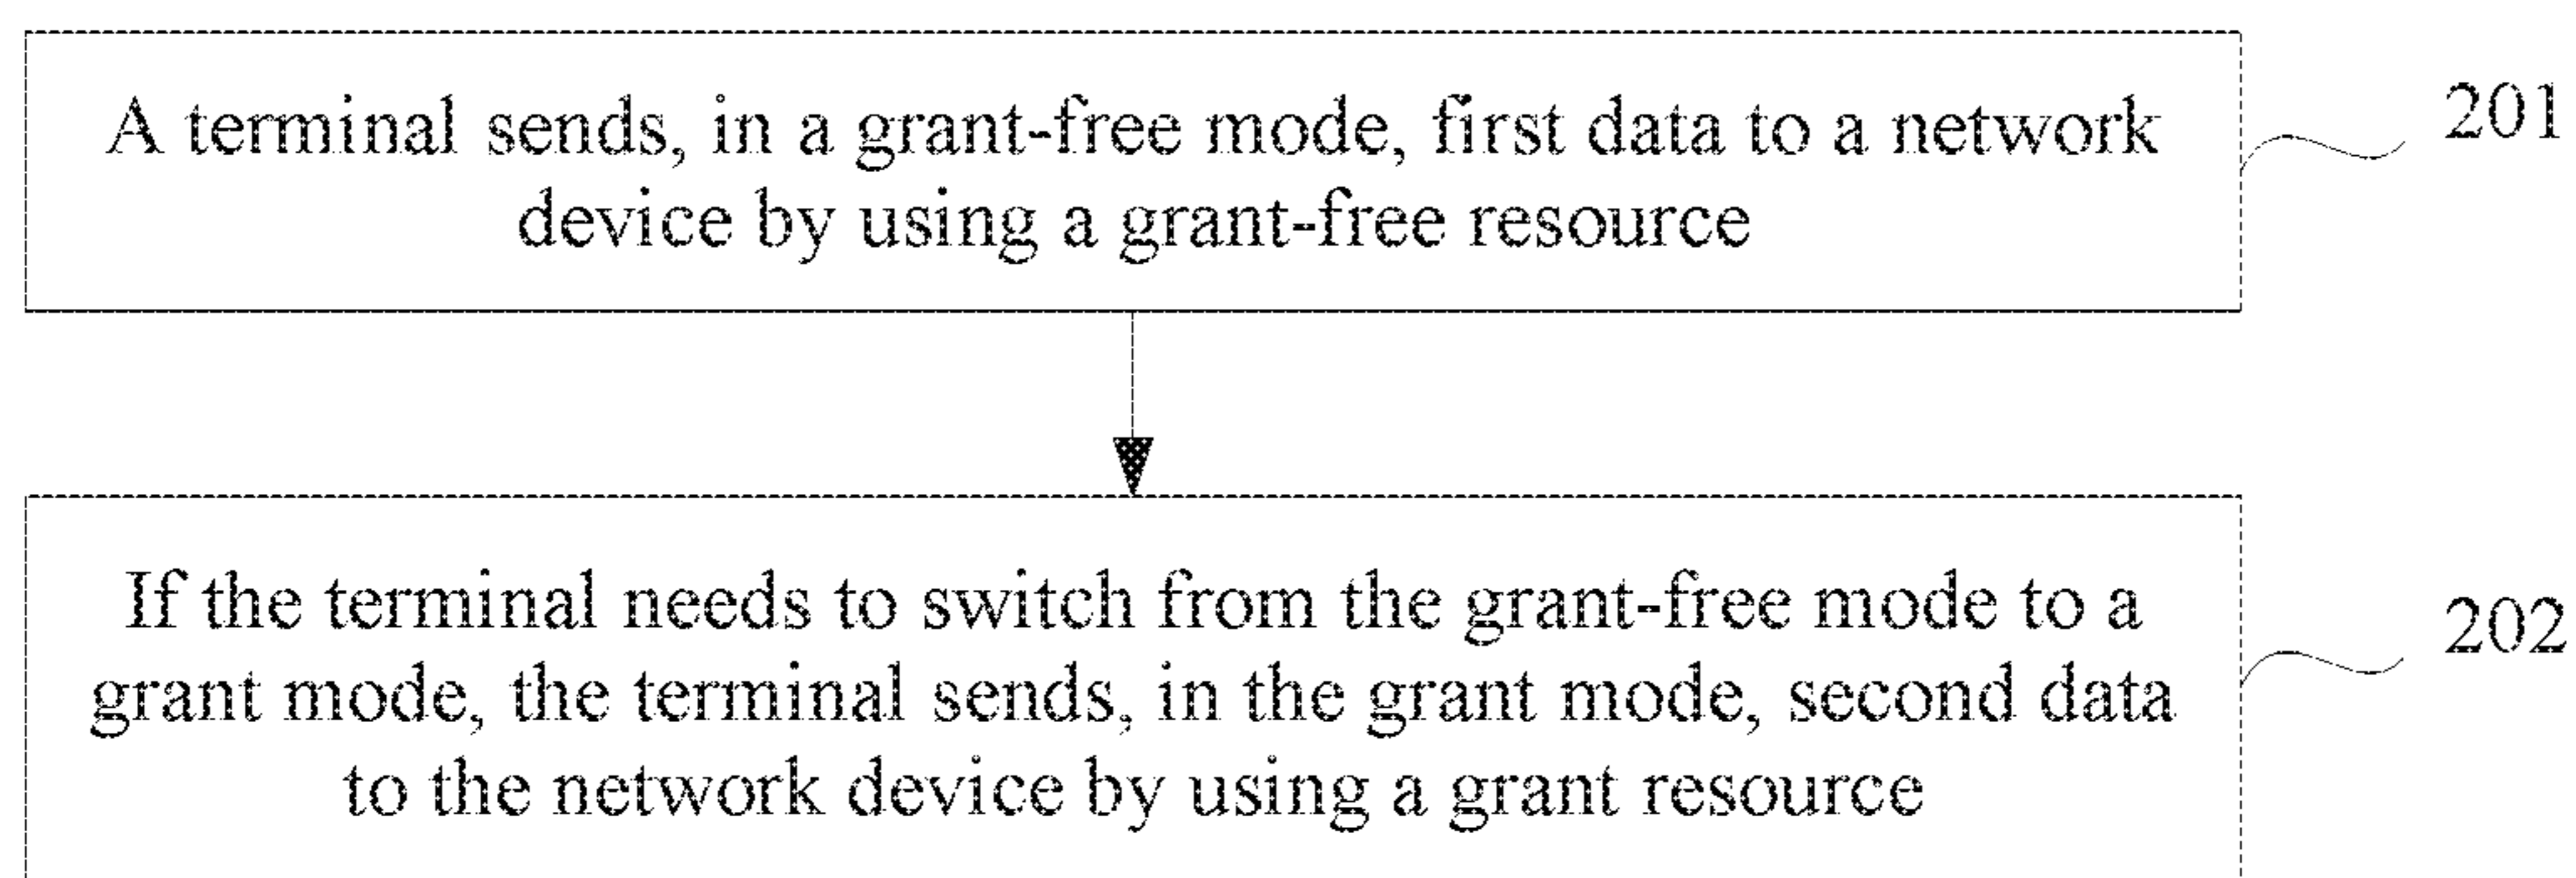 A terminal sends, in a grant-free mode, first data to a network
device by using a grant-free resource
201
If the terminal needs to switch from the grant-free mode to a
grant mode, the terminal sends, in the grant mode, second data
to the network device by using a grant resource
202